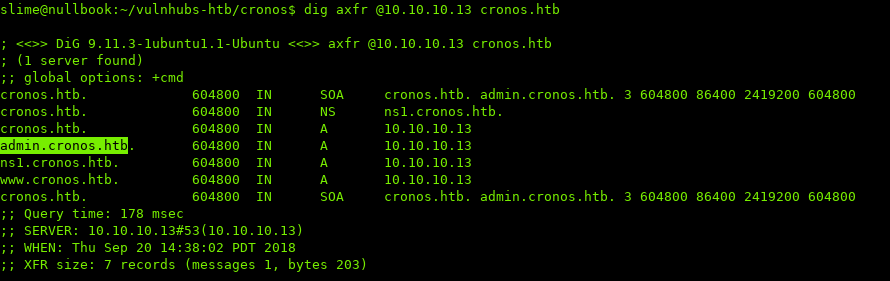 slime@nullbook:~/vulnhubs-htb/cronos$ dig axfr @10.10.10.13 cronos.htb

; <<>> DiG 9.11.3-1ubuntu1.1-Ubuntu <<>> axfr @10.10.10.13 cronos.htb
; (1 server found)
;; global options: +cmd
cronos.htb.		604800	IN	SOA	cronos.htb. admin.cronos.htb. 3 604800 86400 2419200 604800
cronos.htb.		604800	IN	NS	ns1.cronos.htb.
cronos.htb.		604800	IN	A	10.10.10.13
admin.cronos.htb.	604800	IN	A	10.10.10.13
ns1.cronos.htb.		604800	IN	A	10.10.10.13
www.cronos.htb.		604800	IN	A	10.10.10.13
cronos.htb.		604800	IN	SOA	cronos.htb. admin.cronos.htb. 3 604800 86400 2419200 604800
;; Query time: 178 msec
;; SERVER: 10.10.10.13#53(10.10.10.13)
;; WHEN: Thu Sep 20 14:38:02 PDT 2018
;; XFR size: 7 records (messages 1, bytes 203)